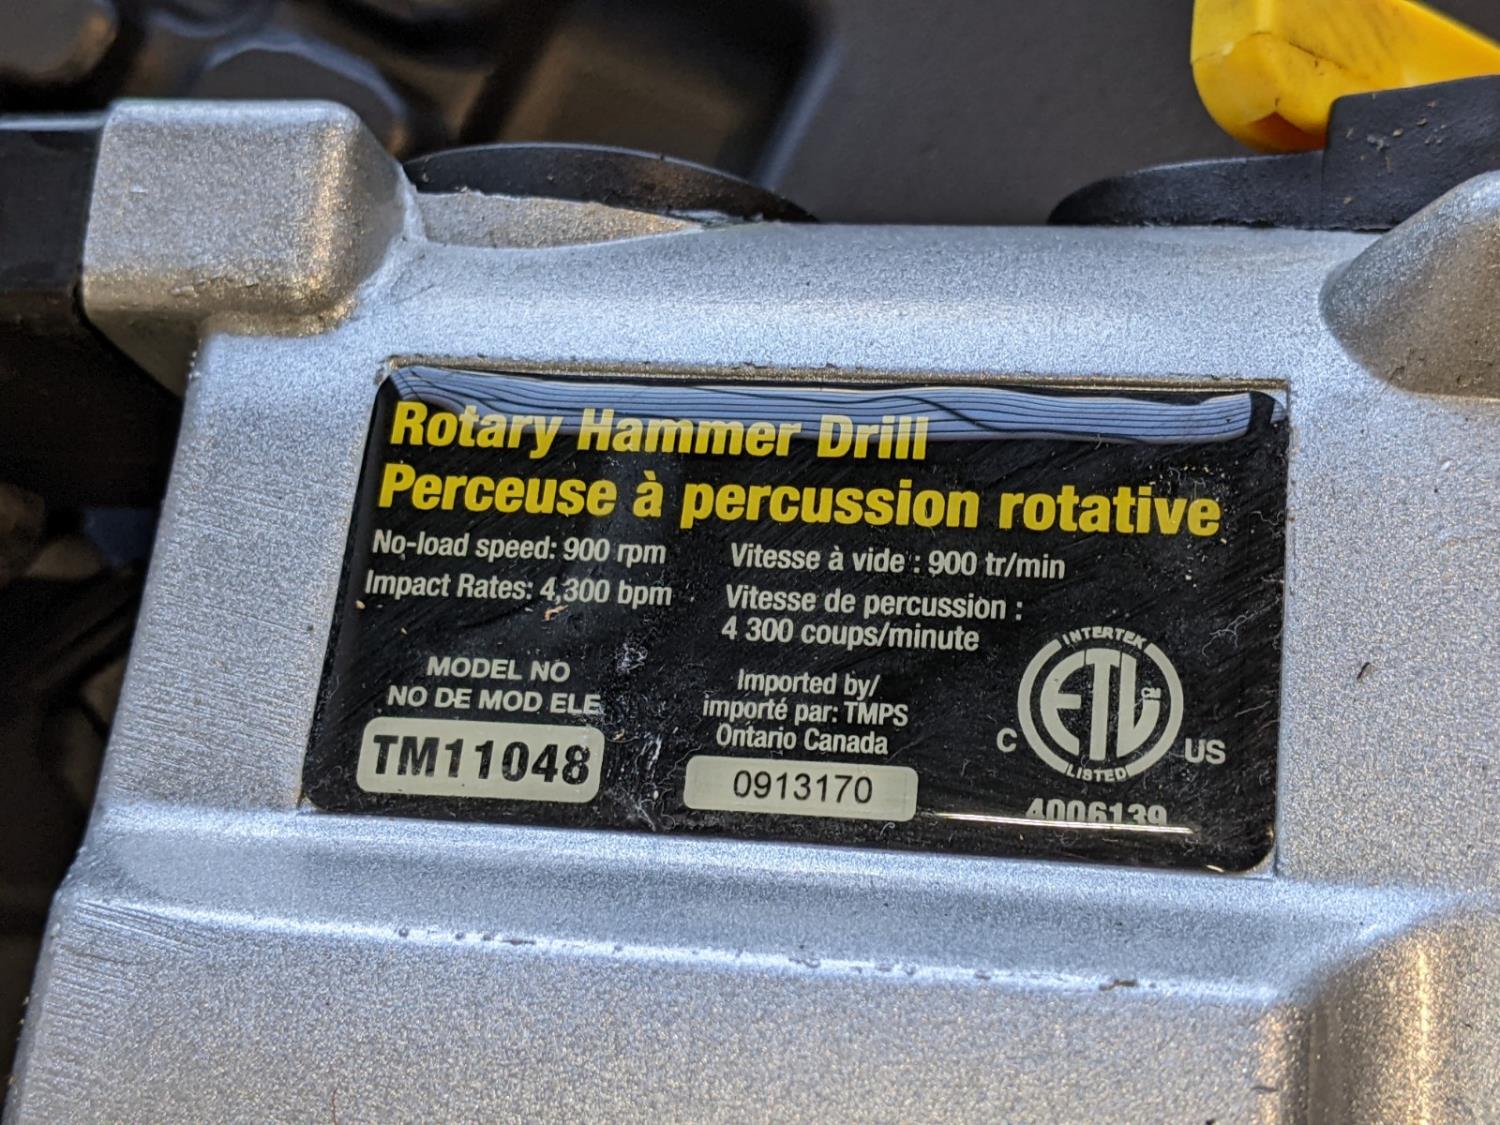 Rotary Hammer Drill
Perceuse à percussion rotative
No-load speed: 900 rpm
Impact Rates: 4,300 bpm
Vitesse à vide : 900 tr/min
Vitesse de percussion :
4 300 coups/minute
MODEL NO
NO DE MOD ELE
TM11048
Imported by/
importé par: TMPS
Ontario Canada
0913170
INTERTEK
ETL
CM
LISTED
C
US
4006139